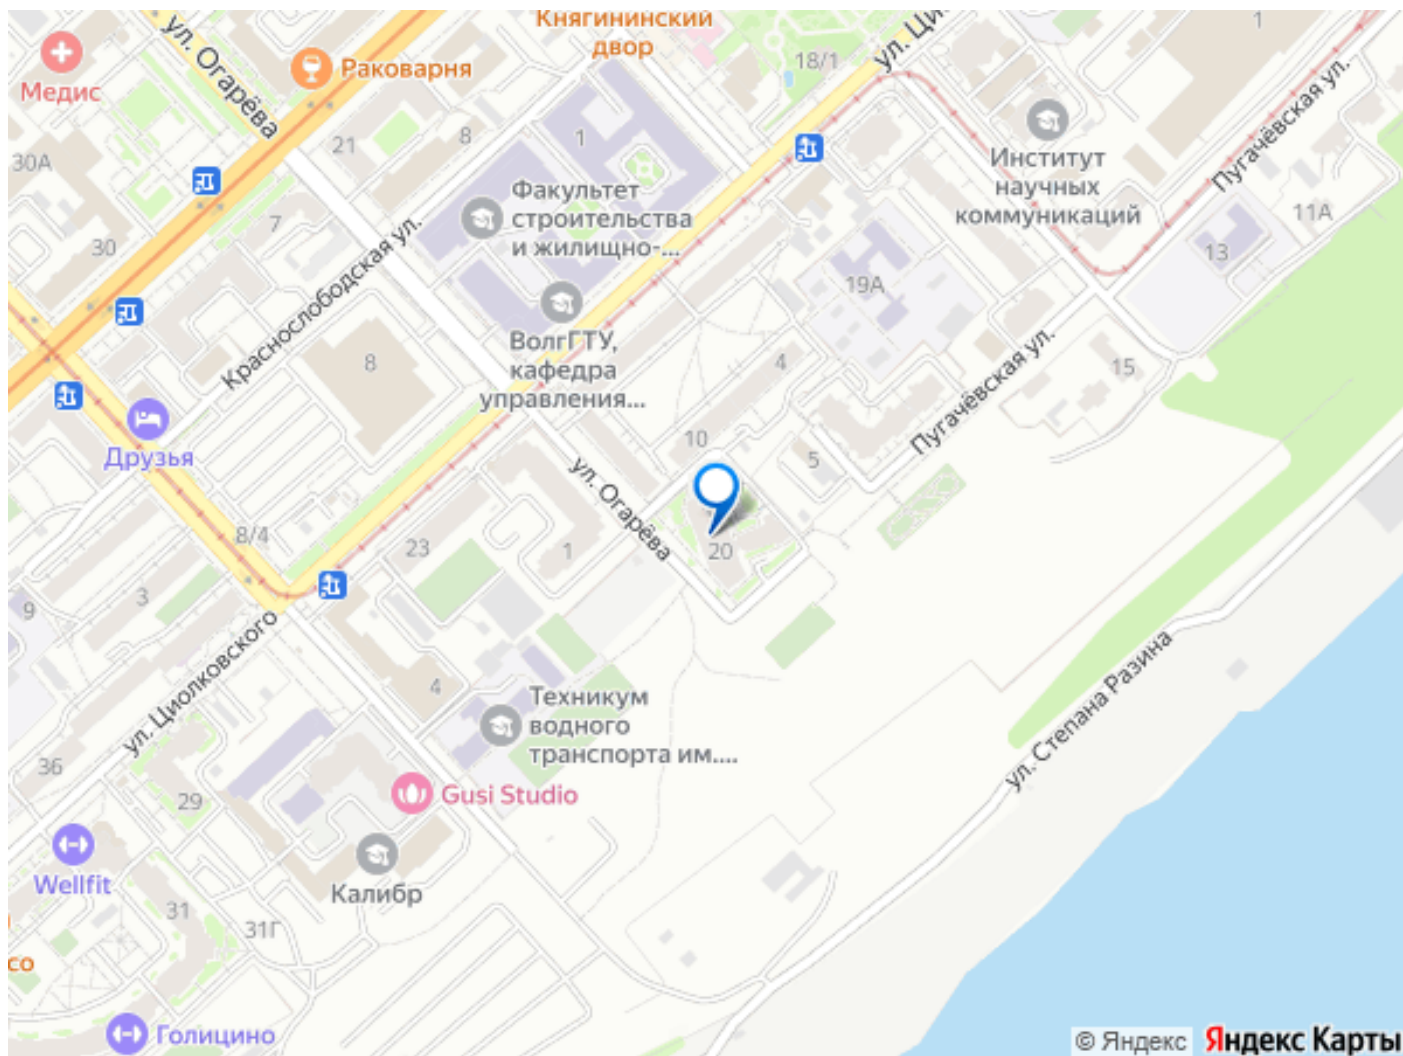 Княгининский
двор
ул. Огарёва
Раковарня
Медис
ул. Ци
18/1
1
30А
21
8
1
Пугачёвская ул.
Институт
научных
коммуникаций
Факультет
строительства
и жилищно-...
7
30
11А
13
19А
Краснослободская ул.
ВолгГТУ,
кафедра
управления...
8
4
15
Пугачёвская ул.
Друзья
10
5
ул. Огарёва
8/4
23
1
20
9
3
ул. Циолковского
4
Техникум
водного
транспорта им....
ул. Степана Разина
36
29
Gusi Studio
Wellfit
Калибр
31
31Г
со
Голицино
© Яндекс Яндекс Карты